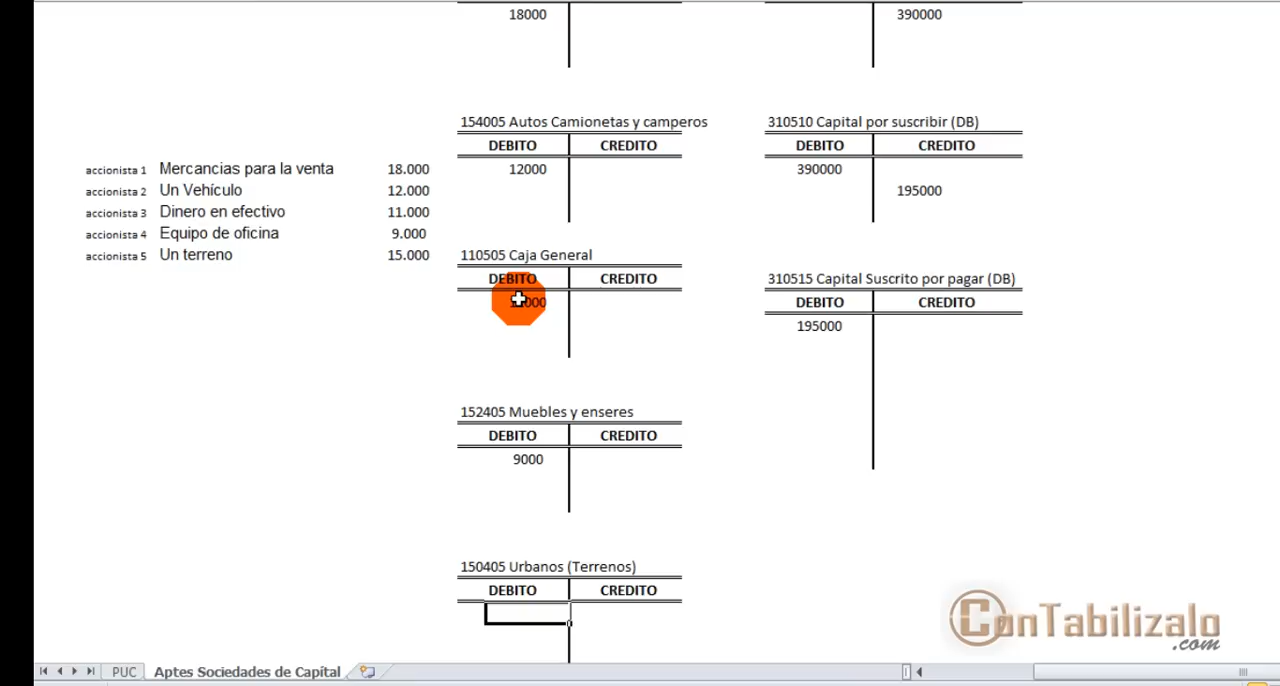 18000
390000
154005 Autos Camionetas y camperos
310510 Capital por suscribir (DB)
DEBITO CREDITO
DEBITO CREDITO
12000
390000
195000
accionista 1 Mercancias para la venta 18.000
accionista 2 Un Vehículo 12.000
accionista 3 Dinero en efectivo 11.000
accionista 4 Equipo de oficina 9.000
accionista 5 Un terreno 15.000
110505 Caja General
DEBITO CREDITO
310515 Capital Suscrito por pagar (DB)
DEBITO CREDITO
195000
152405 Muebles y enseres
DEBITO CREDITO
9000
150405 Urbanos (Terrenos)
DEBITO CREDITO
ConTabilizalo
.com
PUC Aptes Sociedades de Capítal